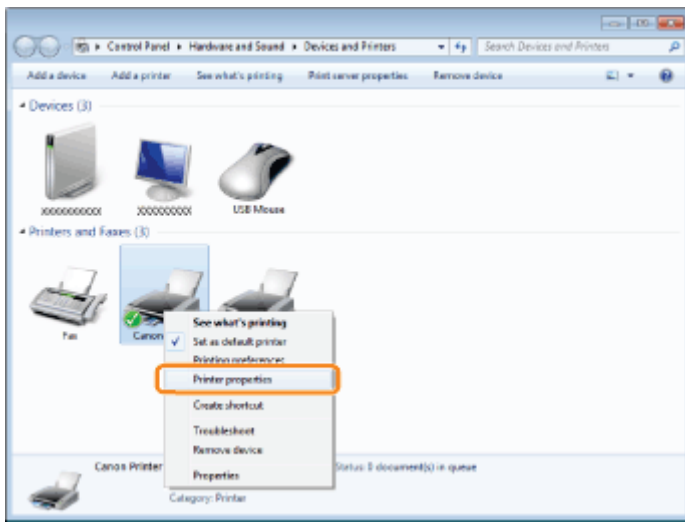 Control Panel ▸ Hardware and Sound ▸ Devices and Printers
Search Devices and Printers
Add a device Add a printer See what's printing Print server properties Remove device
Devices (3)
XXXXXXXXXX XXXXXXXXX USB Mouse
Printers and Faxes (3)
Fax Canon
See what's printing
Set as default printer
Printing preferences
Printer properties
Create shortcut
Troubleshoot
Remove device
Properties
Canon Printer Status: 0 document(s) in queue
Category: Printer